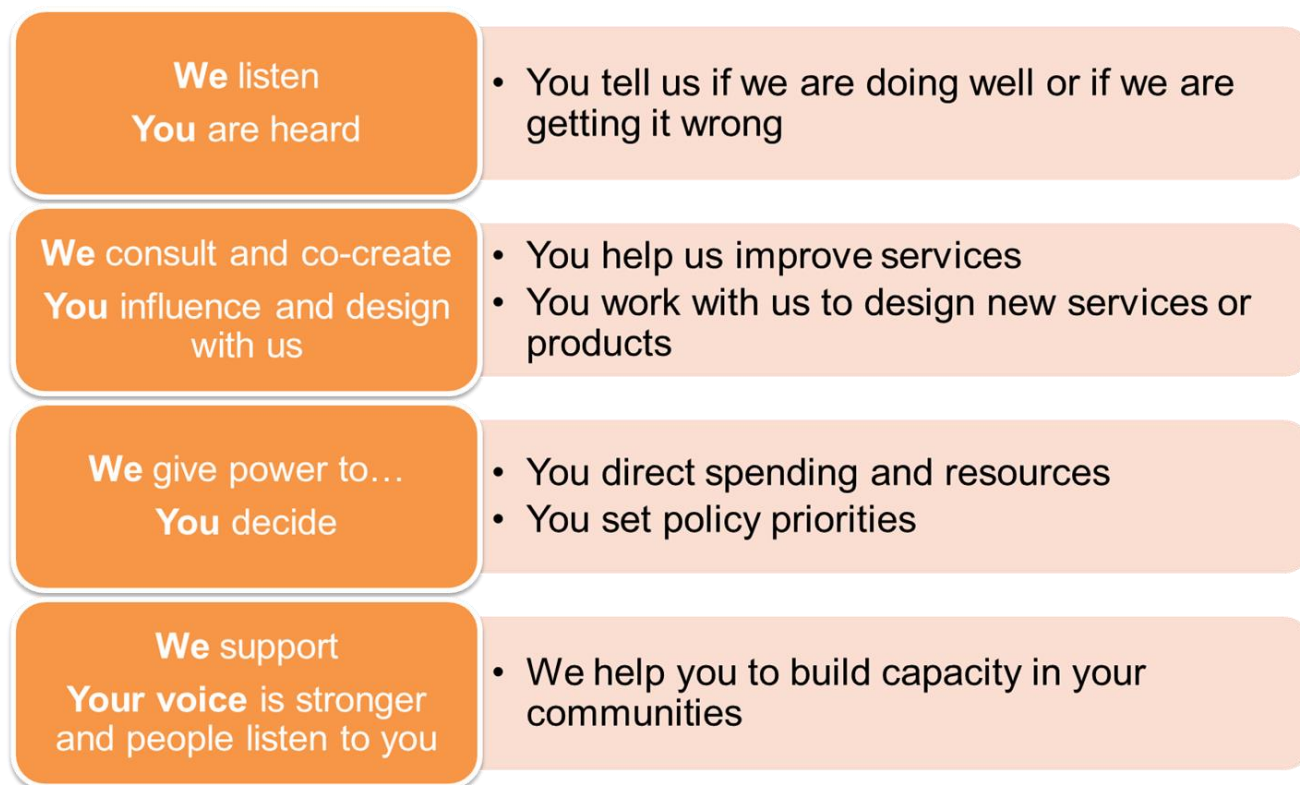 We listen
You are heard
• You tell us if we are doing well or if we are
getting it wrong
We consult and co-create
You influence and design
with us
• You help us improve services
• You work with us to design new services or
products
We give power to…
You decide
• You direct spending and resources
• You set policy priorities
We support
Your voice is stronger
and people listen to you
• We help you to build capacity in your
communities